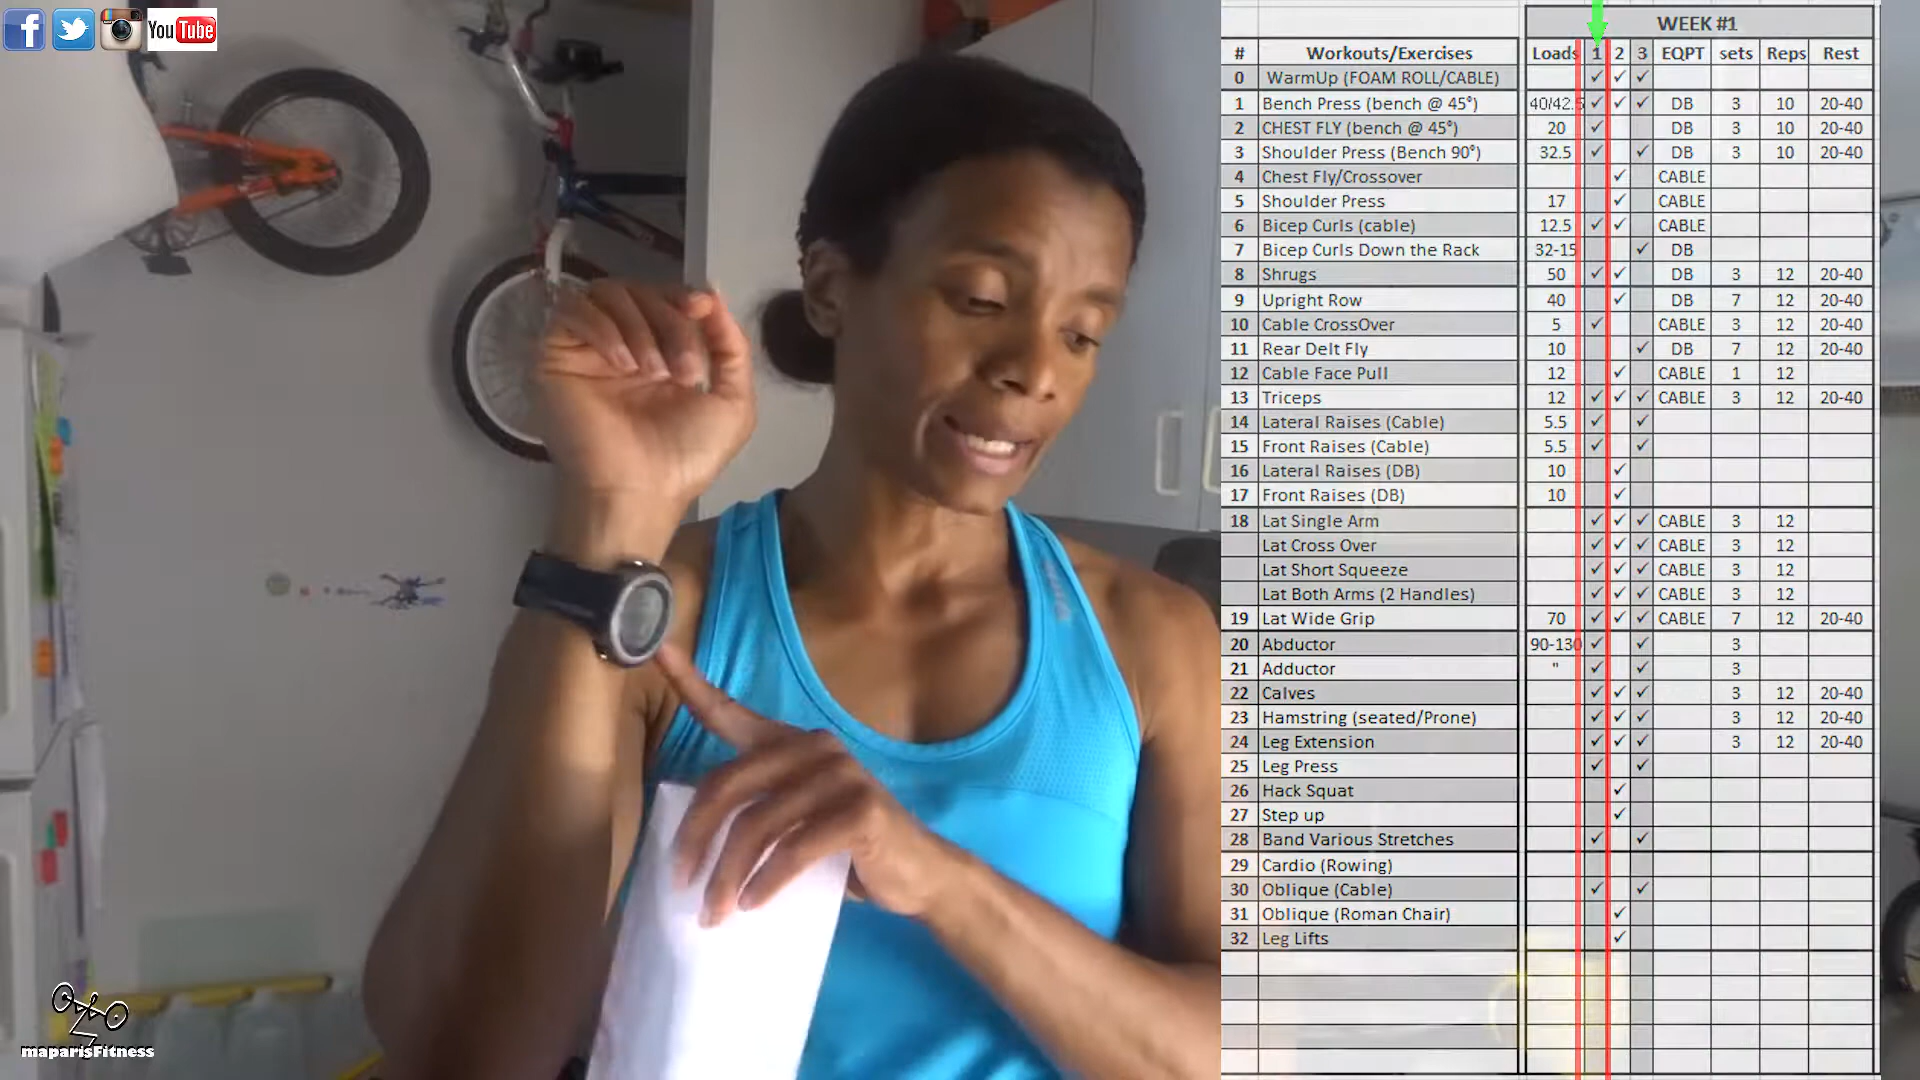 f
You Tube
WEEK #1
# Workouts/Exercises Loads 1 2 3 EQPT sets Reps Rest
0 WarmUp (FOAM ROLL/CABLE) ✓ ✓ ✓
1 Bench Press (bench @ 45°) 40/42.5 ✓ ✓ ✓ DB 3 10 20-40
2 CHEST FLY (bench @ 45°) 20 ✓ DB 3 10 20-40
3 Shoulder Press (Bench 90°) 32.5 ✓ ✓ DB 3 10 20-40
4 Chest Fly/Crossover ✓ CABLE
5 Shoulder Press 17 ✓ CABLE
6 Bicep Curls (cable) 12.5 ✓ ✓ CABLE
7 Bicep Curls Down the Rack 32-15 ✓ DB
8 Shrugs 50 ✓ ✓ DB 3 12 20-40
9 Upright Row 40 ✓ DB 7 12 20-40
10 Cable CrossOver 5 ✓ CABLE 3 12 20-40
11 Rear Delt Fly 10 ✓ DB 7 12 20-40
12 Cable Face Pull 12 ✓ CABLE 1 12
13 Triceps 12 ✓ ✓ ✓ CABLE 3 12 20-40
14 Lateral Raises (Cable) 5.5 ✓ ✓
15 Front Raises (Cable) 5.5 ✓ ✓
16 Lateral Raises (DB) 10 ✓
17 Front Raises (DB) 10 ✓
18 Lat Single Arm ✓ ✓ ✓ CABLE 3 12
Lat Cross Over ✓ ✓ ✓ CABLE 3 12
Lat Short Squeeze ✓ ✓ ✓ CABLE 3 12
Lat Both Arms (2 Handles) ✓ ✓ ✓ CABLE 3 12
19 Lat Wide Grip 70 ✓ ✓ ✓ CABLE 7 12 20-40
20 Abductor 90-130 ✓ ✓ 3
21 Adductor " ✓ ✓ 3
22 Calves ✓ ✓ ✓ 3 12 20-40
23 Hamstring (seated/Prone) ✓ ✓ ✓ 3 12 20-40
24 Leg Extension ✓ ✓ ✓ 3 12 20-40
25 Leg Press ✓ ✓
26 Hack Squat ✓
27 Step up ✓
28 Band Various Stretches ✓ ✓
29 Cardio (Rowing)
30 Oblique (Cable) ✓ ✓
31 Oblique (Roman Chair) ✓
32 Leg Lifts ✓
maparisFitness